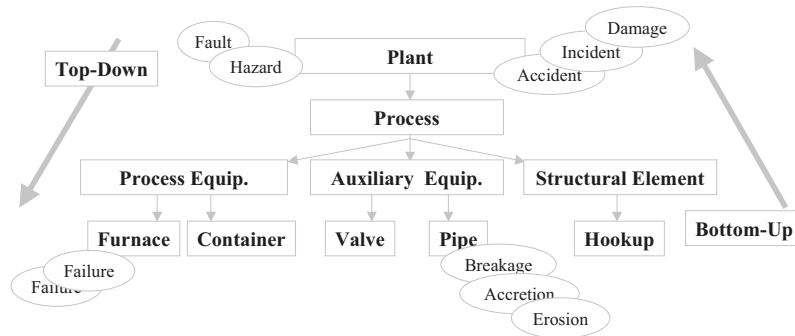 Damage
Fault
Incident
Plant
Hazard
Top-Down
Accident
Process
Process Equip.
Auxiliary Equip.
Structural Element
Bottom-Up
Furnace
Container
Valve
Pipe
Hookup
Failure
Breakage
Failure
Accretion
Erosion